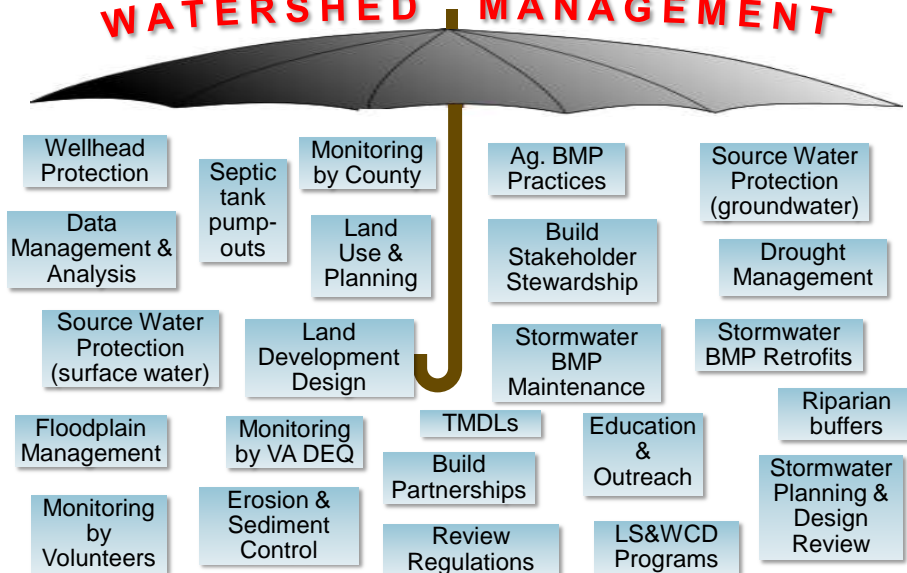 WATERSHED MANAGEMENT
Wellhead
Protection
Septic
tank
pump-
outs
Monitoring
by County
Ag. BMP
Practices
Source Water
Protection
(groundwater)
Data
Management &
Analysis
Land
Use &
Planning
Build
Stakeholder
Stewardship
Drought
Management
Source Water
Protection
(surface water)
Land
Development
Design
Stormwater
BMP
Maintenance
Stormwater
BMP Retrofits
Floodplain
Management
Monitoring
by VA DEQ
TMDLs
Education
&
Outreach
Riparian
buffers
Build
Partnerships
Stormwater
Planning &
Design
Review
Monitoring
by
Volunteers
Erosion &
Sediment
Control
Review
Regulations
LS&WCD
Programs